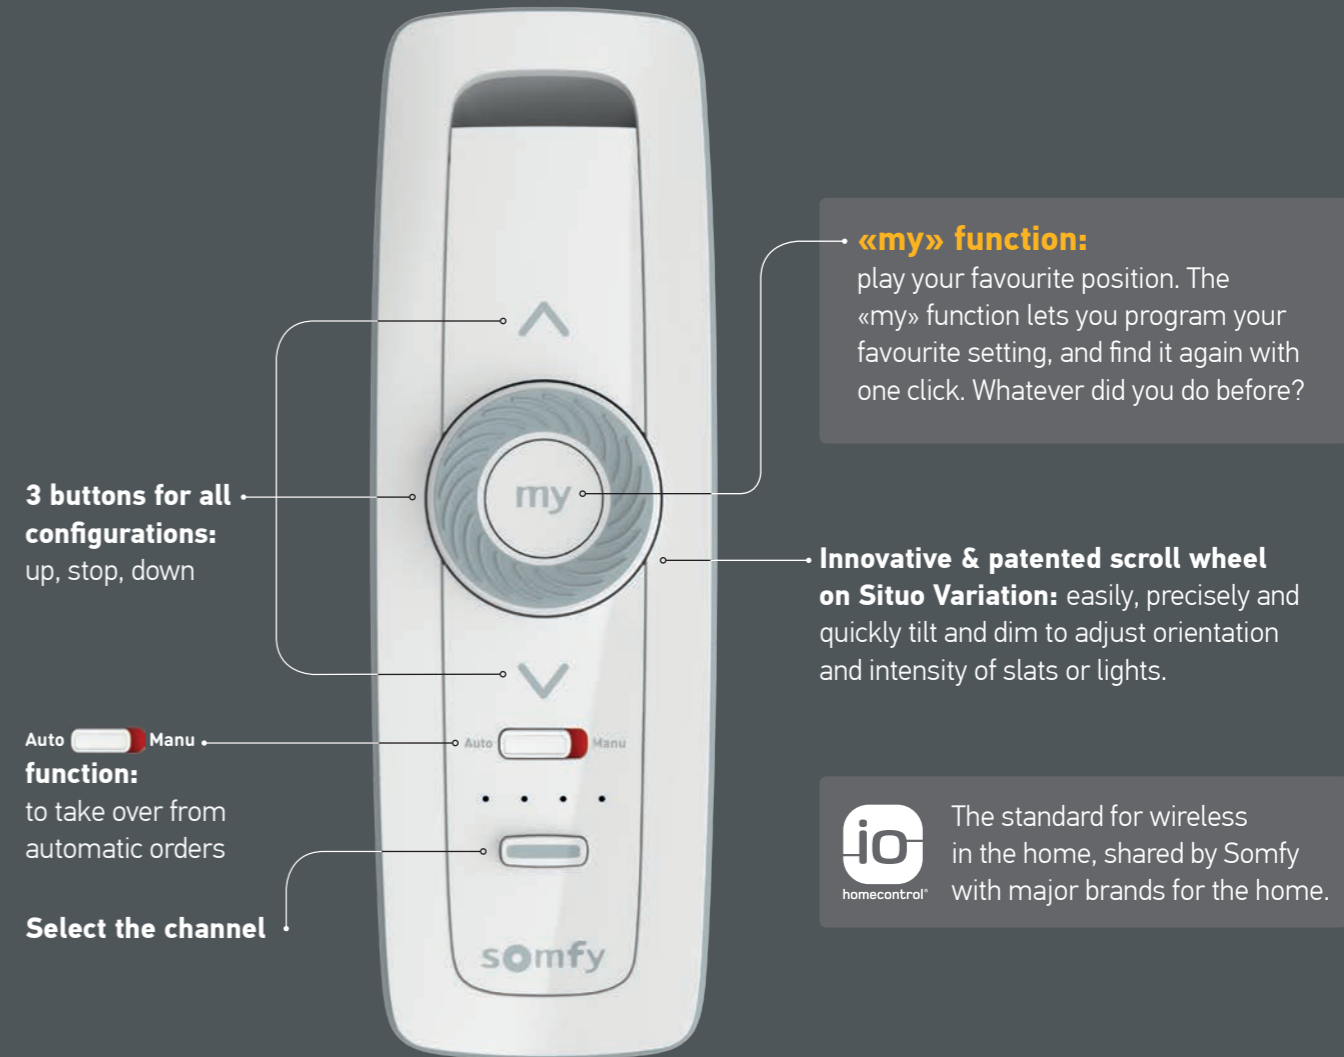 «my» function:
play your favourite position. The
«my» function lets you program your
favourite setting, and find it again with
one click. Whatever did you do before?
my
3 buttons for all
configurations:
up, stop, down
Innovative & patented scroll wheel
on Situo Variation: easily, precisely and
quickly tilt and dim to adjust orientation
and intensity of slats or lights.
Auto Manu
function:
to take over from
automatic orders
Auto Manu
Select the channel
somfy
io
homecontrol®
The standard for wireless
in the home, shared by Somfy
with major brands for the home.